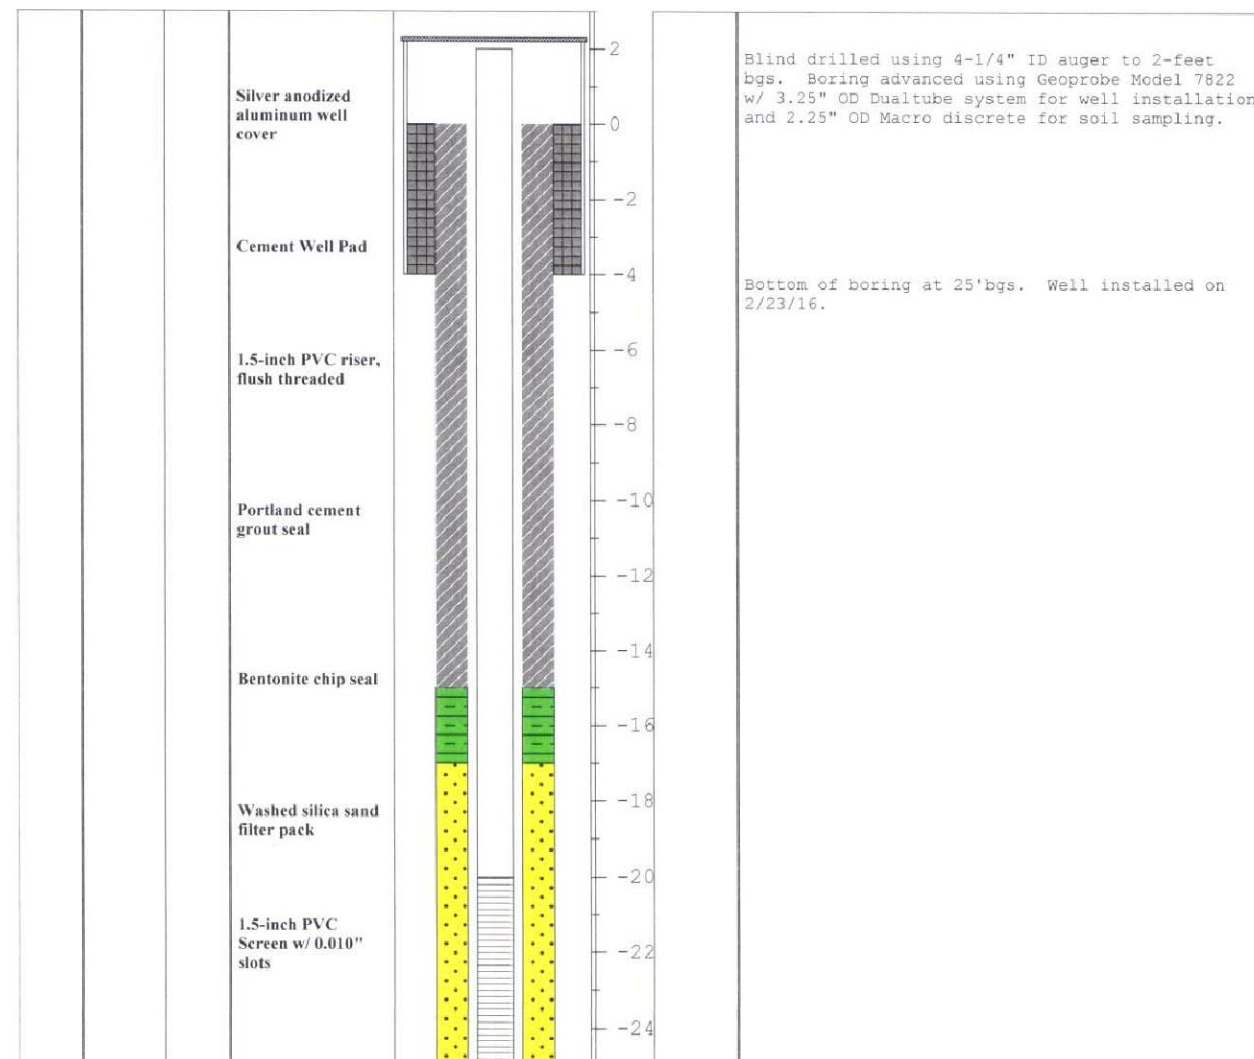 Silver anodized
aluminum well
cover
Cement Well Pad
1.5-inch PVC riser,
flush threaded
Portland cement
grout seal
Bentonite chip seal
Washed silica sand
filter pack
1.5-inch PVC
Screen w/ 0.010"
slots
2
0
-2
-4
-6
-8
-10
-12
-14
-16
-18
-20
-22
-24
Blind drilled using 4-1/4" ID auger to 2-feet
bgs. Boring advanced using Geoprobe Model 7822
w/ 3.25" OD Dualtube system for well installation
and 2.25" OD Macro discrete for soil sampling.
Bottom of boring at 25'bgs. Well installed on
2/23/16.